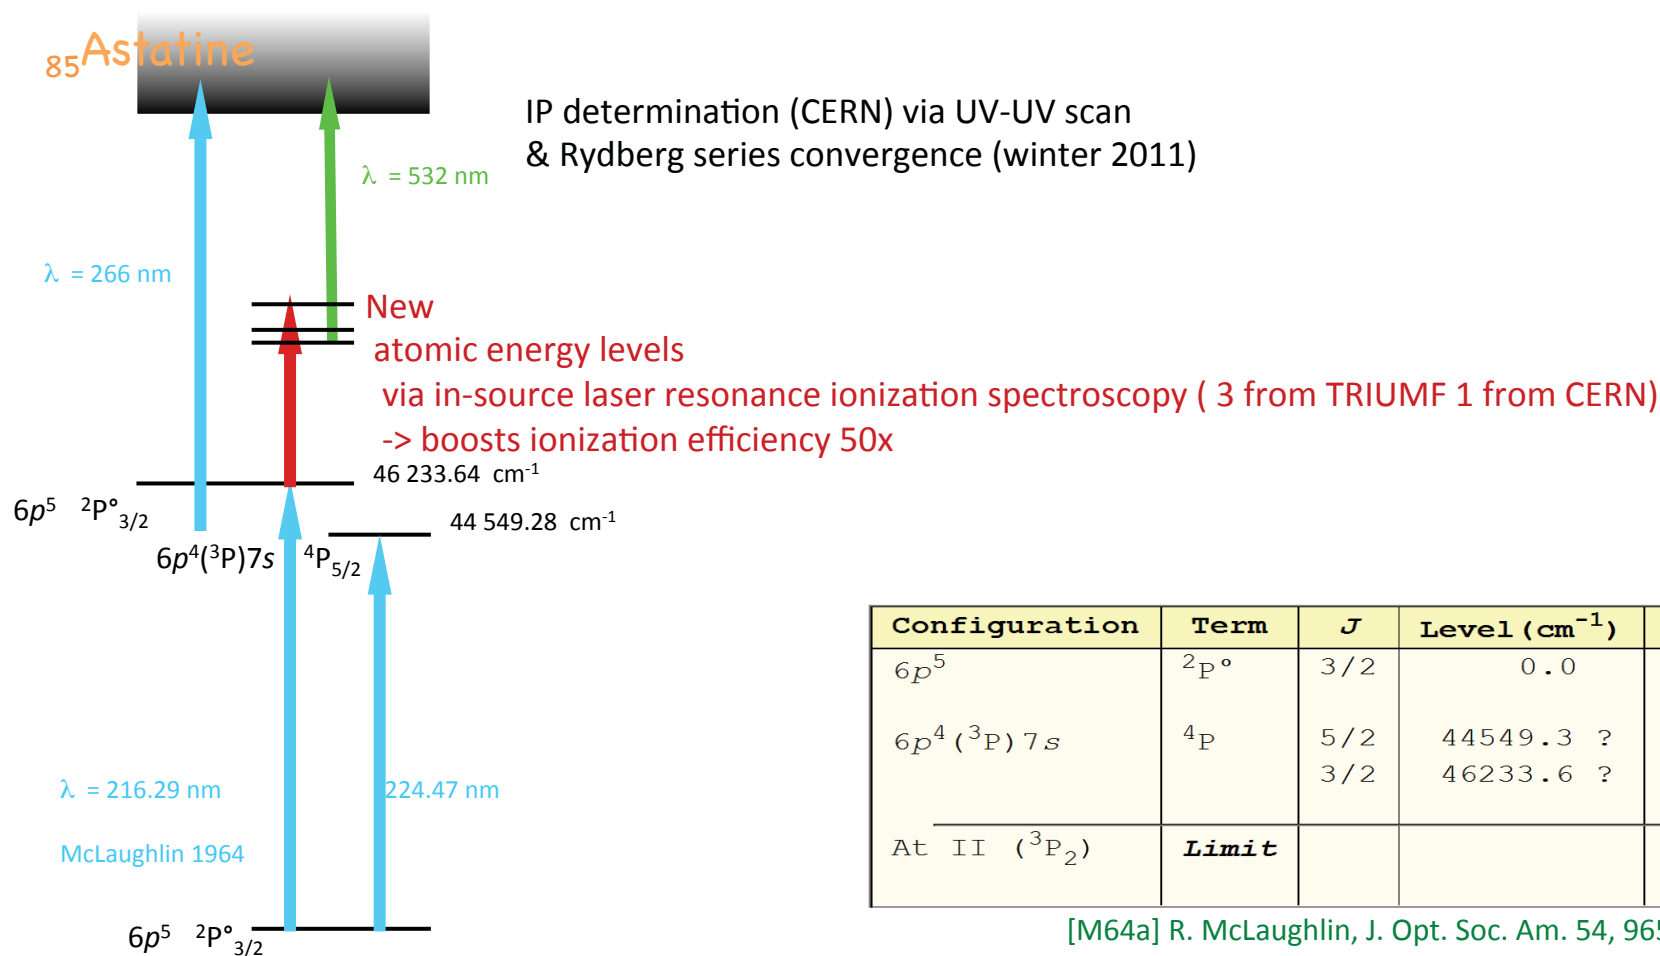 ₈₅Astatine
IP determination (CERN) via UV-UV scan
& Rydberg series convergence (winter 2011)
λ = 532 nm
λ = 266 nm
New
atomic energy levels
via in-source laser resonance ionization spectroscopy ( 3 from TRIUMF 1 from CERN)
-> boosts ionization efficiency 50x
46 233.64 cm⁻¹
6p⁵ ²P°₃/₂
44 549.28 cm⁻¹
6p⁴(³P)7s ⁴P₅/₂
Configuration Term J Level(cm⁻¹)
6p⁵ ²P° 3/2 0.0
6p⁴(³P)7s ⁴P 5/2 44549.3 ?
3/2 46233.6 ?
At II (³P₂) Limit
λ = 216.29 nm
224.47 nm
McLaughlin 1964
[M64a] R. McLaughlin, J. Opt. Soc. Am. 54, 965
6p⁵ ²P°₃/₂